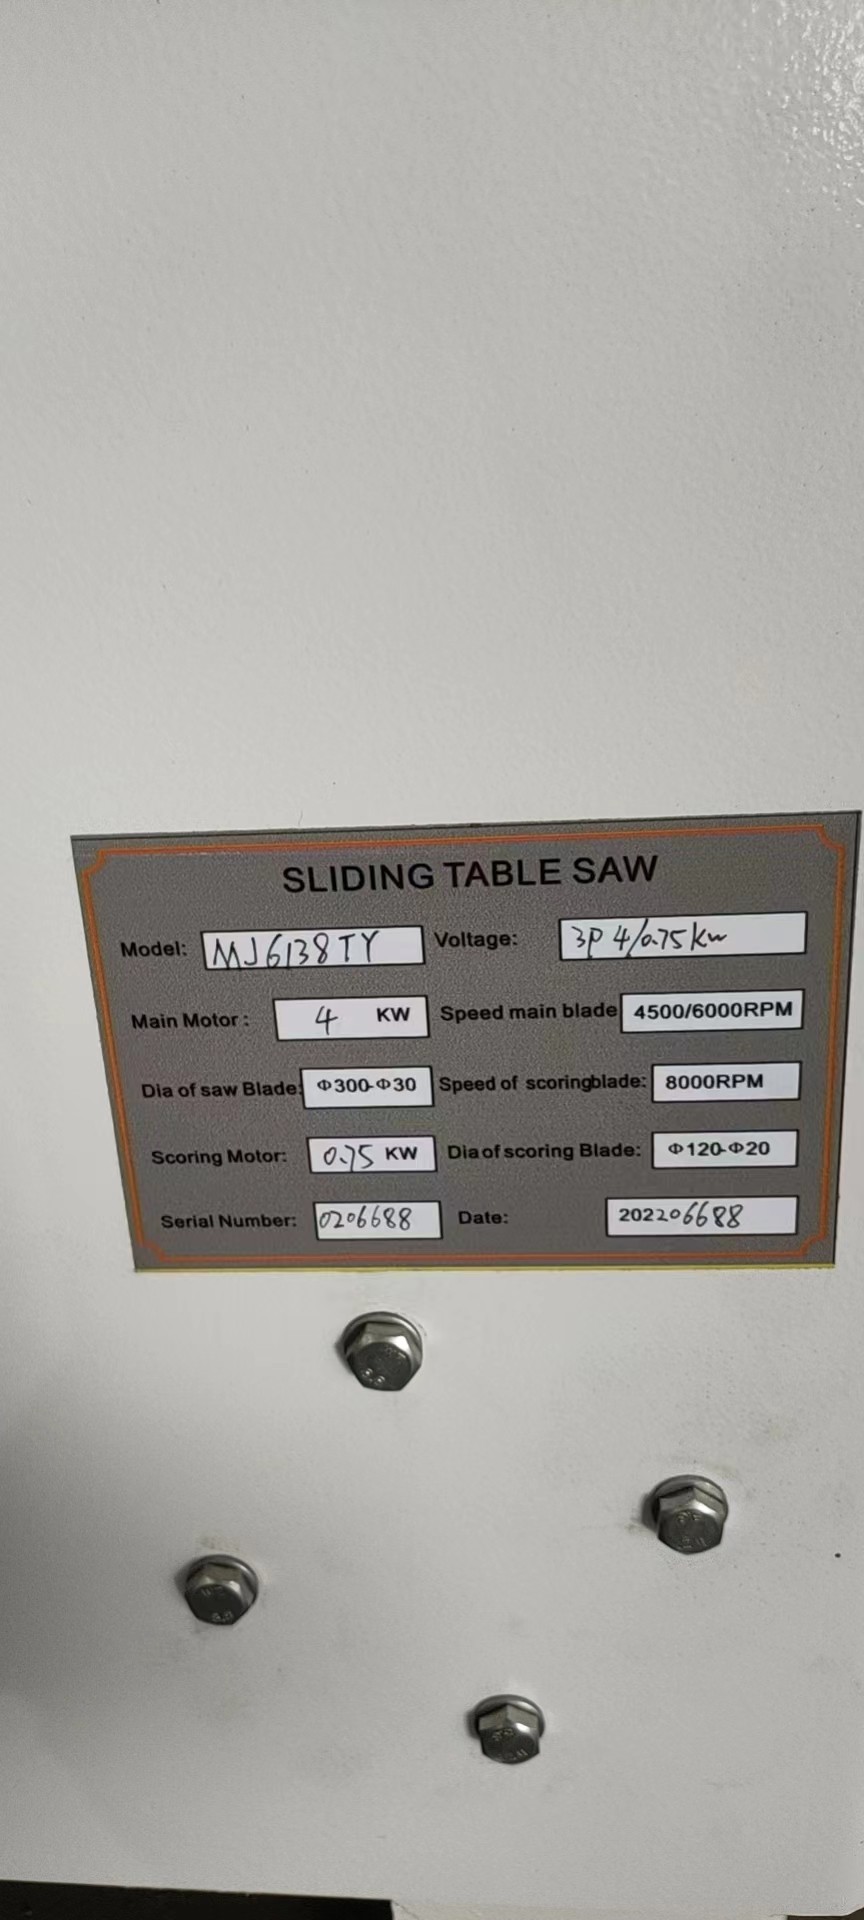 SLIDING TABLE SAW
Model: MJ6138TY Voltage: 3P 4/0.75kw
Main Motor: 4 KW Speed main blade 4500/6000RPM
Dia of saw Blade: Φ300-Φ30 Speed of scoringblade: 8000RPM
Scoring Motor: 0.75 KW Dia of scoring Blade: Φ120-Φ20
Serial Number: 0206688 Date: 202206688